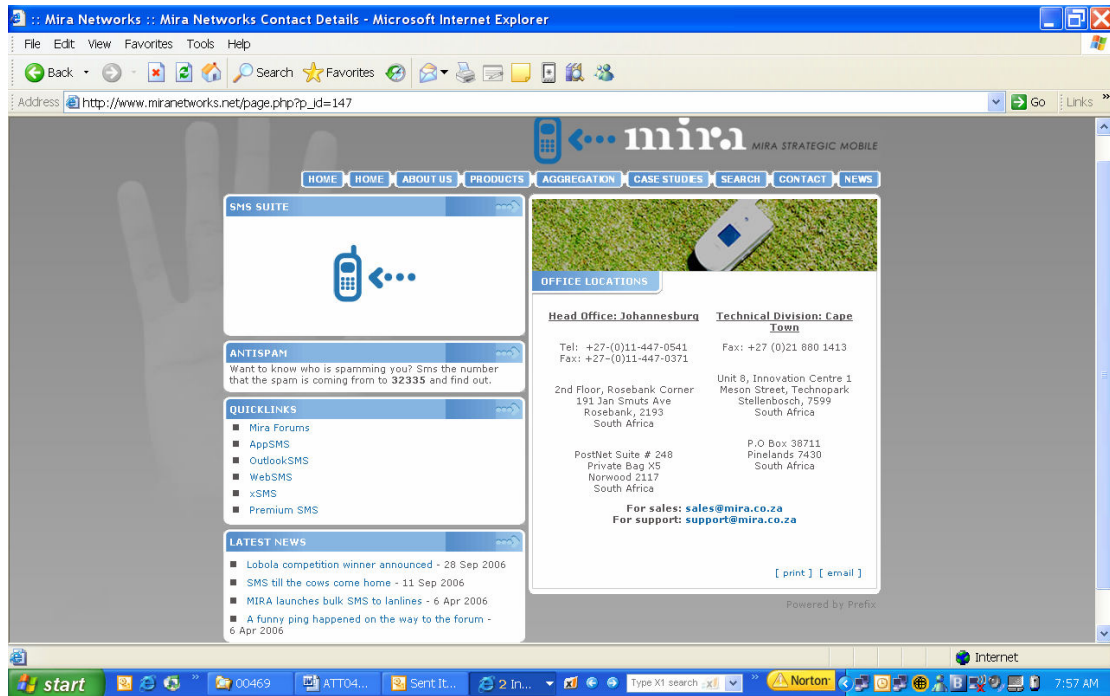 :: Mira Networks :: Mira Networks Contact Details - Microsoft Internet Explorer
File Edit View Favorites Tools Help
Back Search Favorites
Address http://www.miranetworks.net/page.php?p_id=147 Go Links »
mira MIRA STRATEGIC MOBILE
HOME HOME ABOUT US PRODUCTS AGGREGATION CASE STUDIES SEARCH CONTACT NEWS
SMS SUITE
ANTISPAM
Want to know who is spamming you? Sms the number
that the spam is coming from to 32335 and find out.
QUICKLINKS
Mira Forums
AppSMS
OutlookSMS
WebSMS
xSMS
Premium SMS
LATEST NEWS
Lobola competition winner announced - 28 Sep 2006
SMS till the cows come home - 11 Sep 2006
MIRA launches bulk SMS to lanlines - 6 Apr 2006
A funny ping happened on the way to the forum -
6 Apr 2006
OFFICE LOCATIONS
Head Office: Johannesburg
Tel: +27-(0)11-447-0541
Fax: +27-(0)11-447-0371
2nd Floor, Rosebank Corner
191 Jan Smuts Ave
Rosebank, 2193
South Africa
PostNet Suite # 248
Private Bag X5
Norwood 2117
South Africa
Technical Division: Cape
Town
Fax: +27 (0)21 880 1413
Unit 8, Innovation Centre 1
Meson Street, Technopark
Stellenbosch, 7599
South Africa
P.O Box 38711
Pinelands 7430
South Africa
For sales: sales@mira.co.za
For support: support@mira.co.za
[ print ] [ email ]
Powered by Prefix
Internet
start » 00469 ATT04... Sent It... 2 In... Type X1 search » Norton 7:57 AM